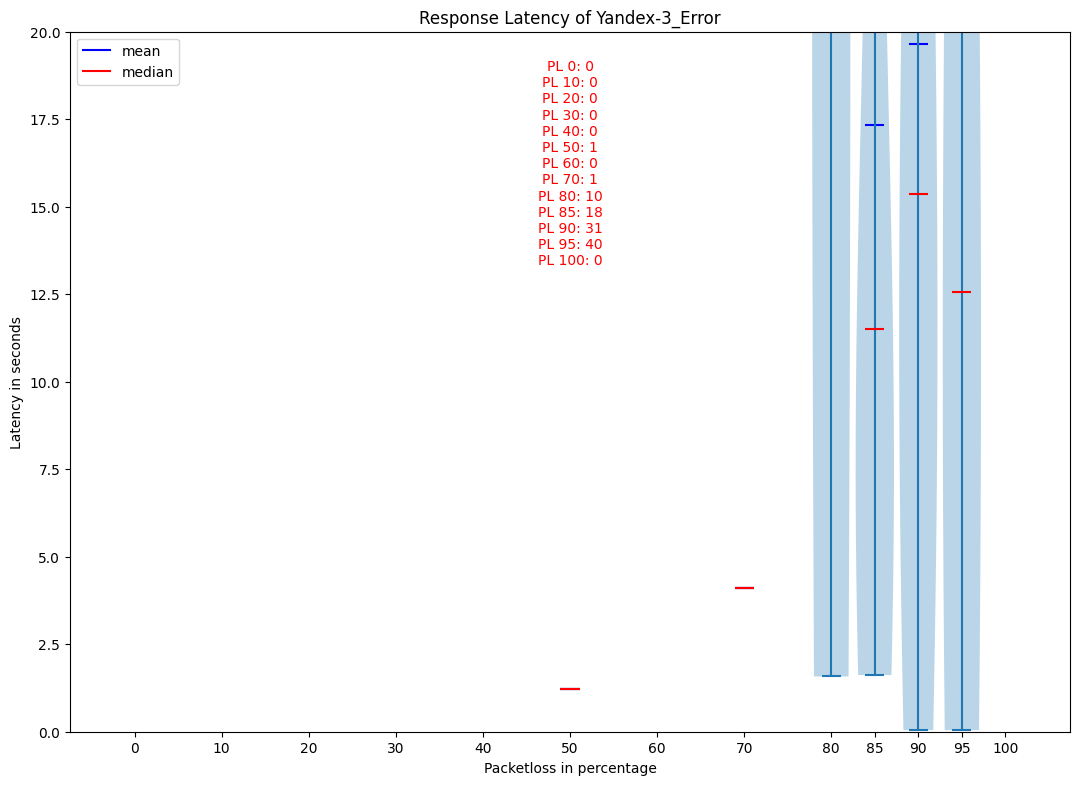 Response Latency of Yandex-3_Error
mean
median
PL 0: 0
PL 10: 0
PL 20: 0
PL 30: 0
PL 40: 0
PL 50: 1
PL 60: 0
PL 70: 1
PL 80: 10
PL 85: 18
PL 90: 31
PL 95: 40
PL 100: 0
Latency in seconds
20.0
17.5
15.0
12.5
10.0
7.5
5.0
2.5
0.0
0 10 20 30 40 50 60 70 80 85 90 95 100
Packetloss in percentage